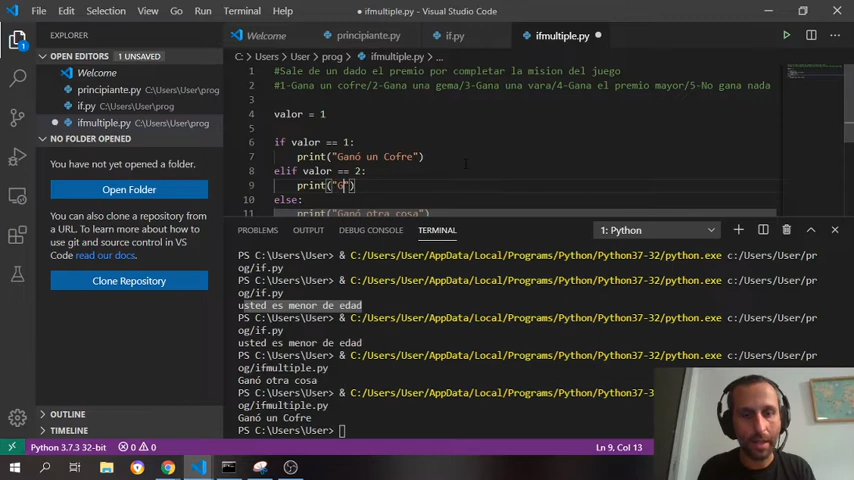 File Edit Selection View Go Run Terminal Help
ifmultiple.py - Visual Studio Code
EXPLORER
Welcome
principiante.py
if.py
ifmultiple.py
OPEN EDITORS 1 UNSAVED
Welcome
principiante.py C:\Users\User\prog
if.py C:\Users\User\prog
ifmultiple.py C:\Users\User\prog
NO FOLDER OPENED
You have not yet opened a folder.
Open Folder
You can also clone a repository from a URL. To learn more about how to use git and source control in VS Code read our docs.
Clone Repository
OUTLINE
TIMELINE
C: > Users > User > prog > ifmultiple.py > ...
1 #Sale de un dado el premio por completar la mision del juego
2 #1-Gana un cofre/2-Gana una gema/3-Gana una vara/4-Gana el premio mayor/5-No gana nada
3
4 valor = 1
5
6 if valor == 1:
7 print("Ganó un Cofre")
8 elif valor == 2:
9 print("G")
10 else:
11 print("Ganó otra cosa")
PROBLEMS OUTPUT DEBUG CONSOLE TERMINAL
1: Python
PS C:\Users\User> & C:/Users/User/AppData/Local/Programs/Python/Python37-32/python.exe c:/Users/User/pr
og/if.py
PS C:\Users\User> & C:/Users/User/AppData/Local/Programs/Python/Python37-32/python.exe c:/Users/User/pr
og/if.py
usted es menor de edad
PS C:\Users\User> & C:/Users/User/AppData/Local/Programs/Python/Python37-32/python.exe c:/Users/User/pr
og/if.py
usted es menor de edad
PS C:\Users\User> & C:/Users/User/AppData/Local/Programs/Python/Python37-32/python.exe c:/Users/User/pr
og/ifmultiple.py
Ganó otra cosa
PS C:\Users\User> & C:/Users/User/AppData/Local/Programs/Python/Python37-3
og/ifmultiple.py
Ganó un Cofre
PS C:\Users\User>
Python 3.7.3 32-bit 0 0
Ln 9, Col 13